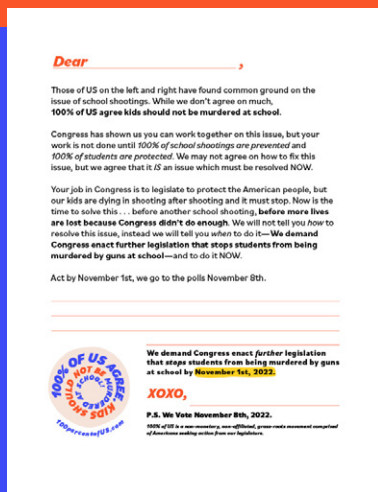 Dear ,
Those of US on the left and right have found common ground on the
issue of school shootings. While we don't agree on much,
100% of US agree kids should not be murdered at school.
Congress has shown us you can work together on this issue, but your
work is not done until 100% of school shootings are prevented and
100% of students are protected. We may not agree on how to fix this
issue, but we agree that it IS an issue which must be resolved NOW.
Your job in Congress is to legislate to protect the American people, but
our kids are dying in shooting after shooting and it must stop. Now is the
time to solve this . . . before another school shooting, before more lives
are lost because Congress didn't do enough. We will not tell you how to
resolve this issue, instead we will tell you when to do it—We demand
Congress enact further legislation that stops students from being
murdered by guns at school—and to do it NOW.
Act by November 1st, we go to the polls November 8th.
100% OF US AGREE.
KIDS SHOULD NOT BE MURDERED AT SCHOOL!
100percentofUS.com
We demand Congress enact further legislation
that stops students from being murdered by guns
at school by November 1st, 2022.
XOXO,
P.S. We Vote November 8th, 2022.
100% of US is a non-monetary, non-affiliated, grass-roots movement comprised
of Americans seeking action from our legislature.